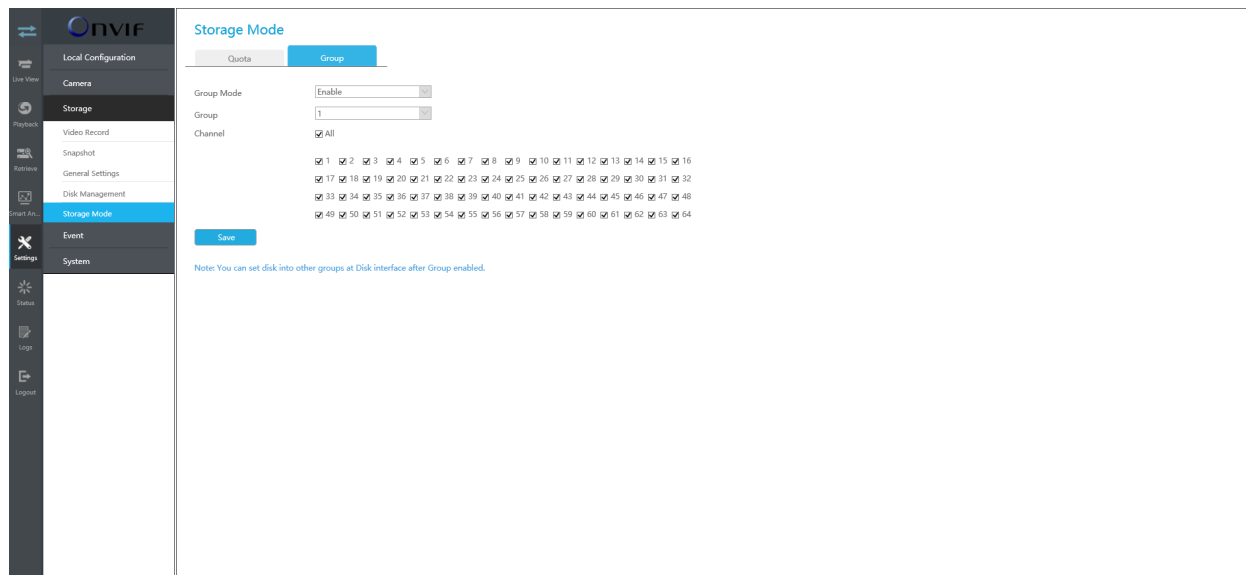 ONVIF
Live View
Playback
Retrieve
Smart An...
Settings
Status
Logs
Logout
Local Configuration
Camera
Storage
Video Record
Snapshot
General Settings
Disk Management
Storage Mode
Event
System
Storage Mode
Quota Group
Group Mode Enable
Group 1
Channel All
1 2 3 4 5 6 7 8 9 10 11 12 13 14 15 16
17 18 19 20 21 22 23 24 25 26 27 28 29 30 31 32
33 34 35 36 37 38 39 40 41 42 43 44 45 46 47 48
49 50 51 52 53 54 55 56 57 58 59 60 61 62 63 64
Save
Note: You can set disk into other groups at Disk interface after Group enabled.